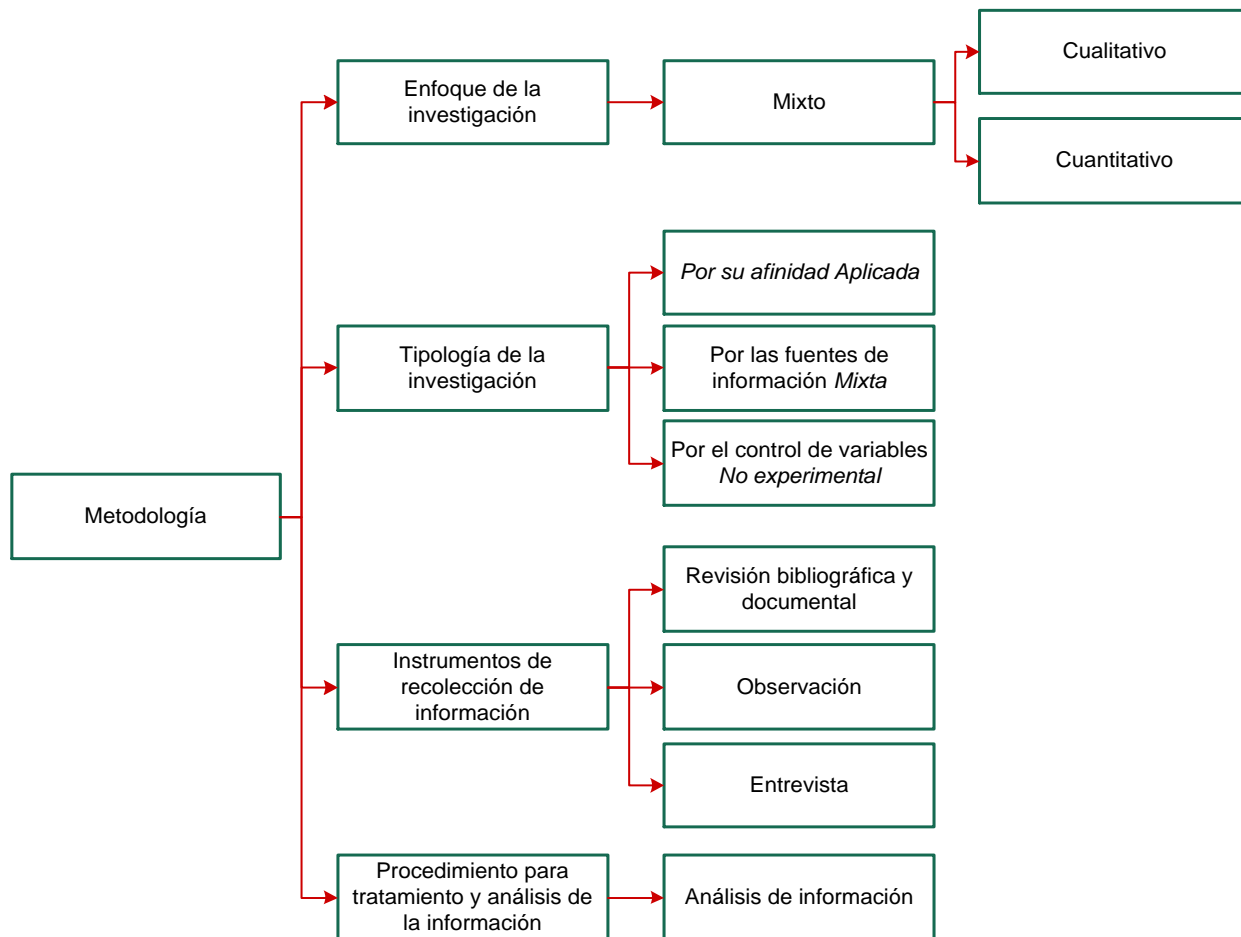 Metodología
Enfoque de la
investigación
Mixto
Cualitativo
Cuantitativo
Tipología de la
investigación
Por su afinidad Aplicada
Por las fuentes de
información Mixta
Por el control de variables
No experimental
Instrumentos de
recolección de
información
Revisión bibliográfica y
documental
Observación
Entrevista
Procedimiento para
tratamiento y análisis de
la información
Análisis de información